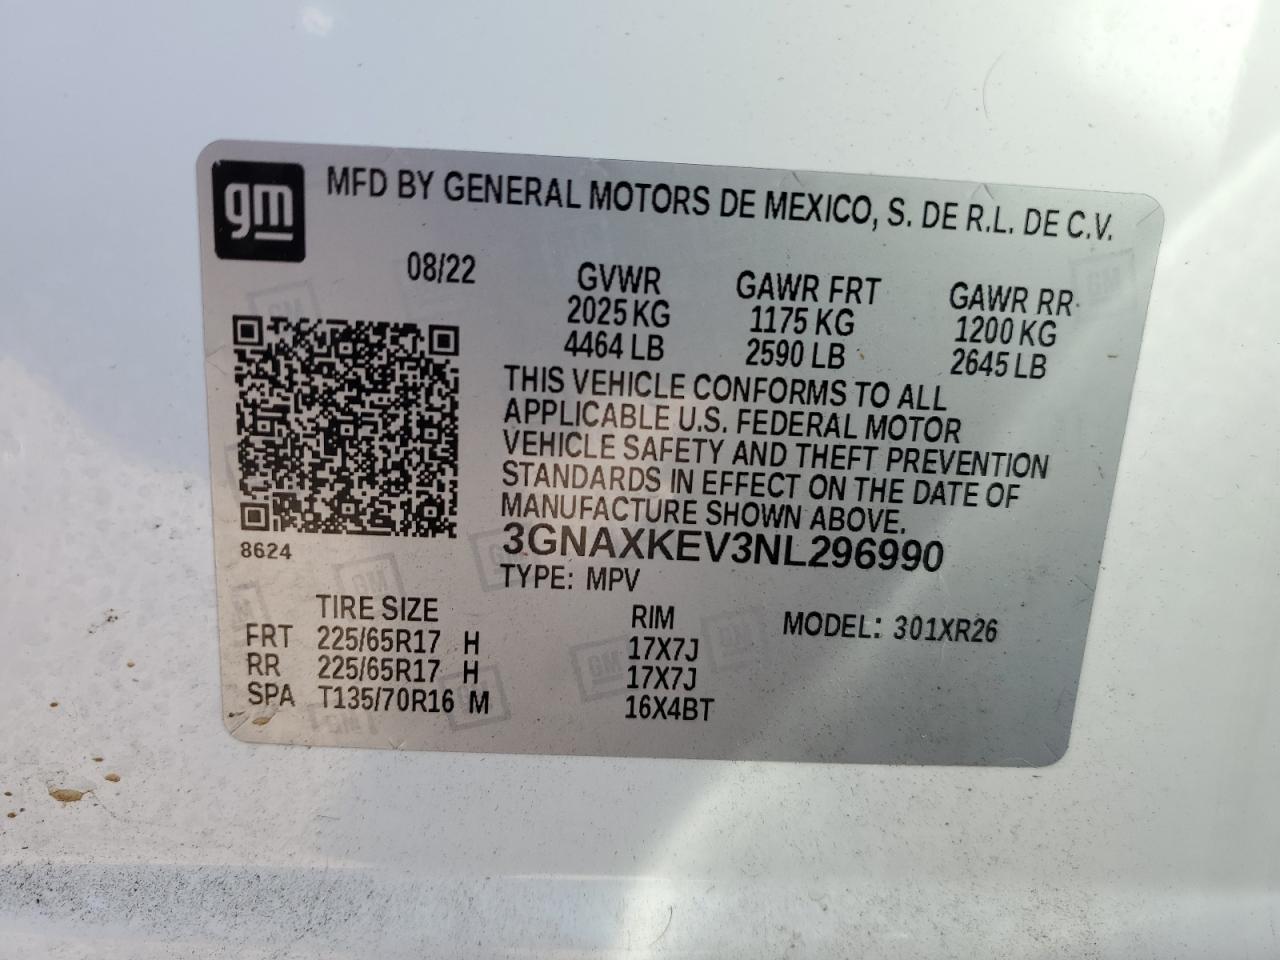 gm
MFD BY GENERAL MOTORS DE MEXICO, S. DE R.L. DE C.V.
08/22
GVWR GAWR FRT GAWR RR
2025 KG 1175 KG 1200 KG
4464 LB 2590 LB 2645 LB
THIS VEHICLE CONFORMS TO ALL
APPLICABLE U.S. FEDERAL MOTOR
VEHICLE SAFETY AND THEFT PREVENTION
STANDARDS IN EFFECT ON THE DATE OF
MANUFACTURE SHOWN ABOVE.
8624
3GNAXKEV3NL296990
TYPE: MPV
TIRE SIZE RIM MODEL: 301XR26
FRT 225/65R17 H 17X7J
RR 225/65R17 H 17X7J
SPA T135/70R16 M 16X4BT